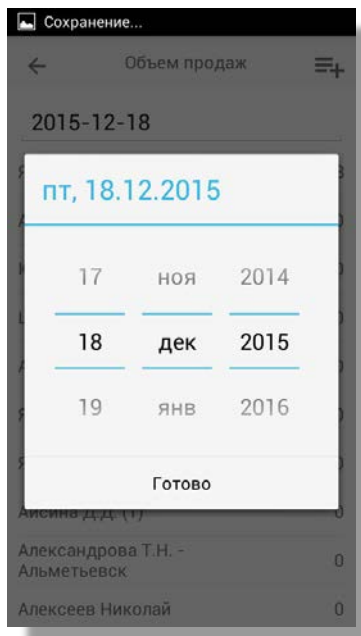 Сохранение...
Объем продаж
2015-12-18
пт, 18.12.2015
17 ноя 2014
18 дек 2015
19 янв 2016
Готово
Айсина Д.Д. (1) 0
Александрова Т.Н. - Альметьевск 0
Алексеев Николай 0